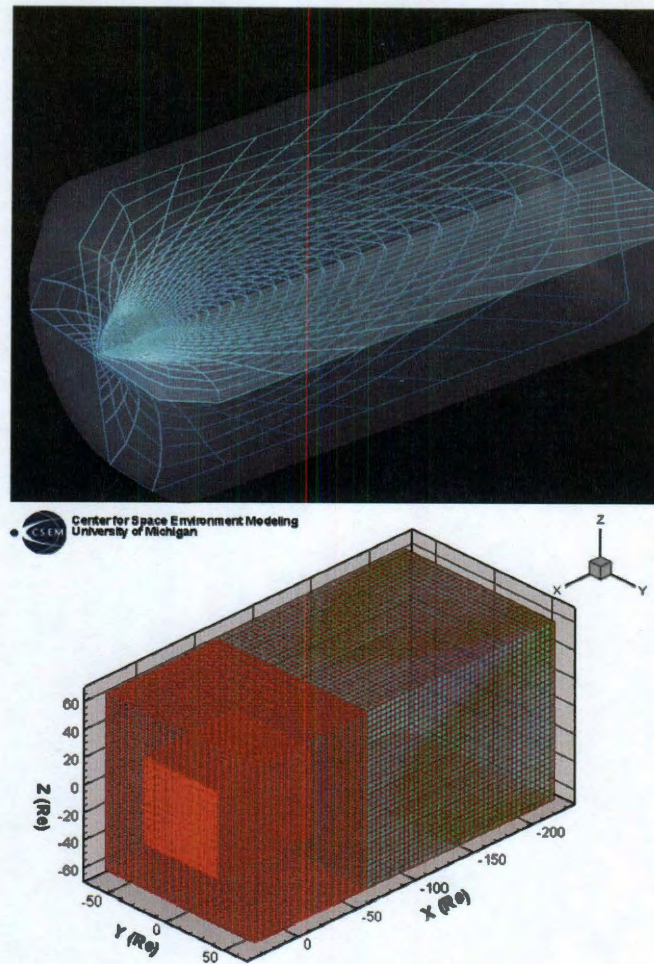 CSEM
Center for Space Environment Modeling
University of Michigan
Z
X
Y
60
40
20
0
-20
-40
-60
Z (Re)
-50
0
50
Y (Re)
0
-50
-100
-150
-200
X (Re)